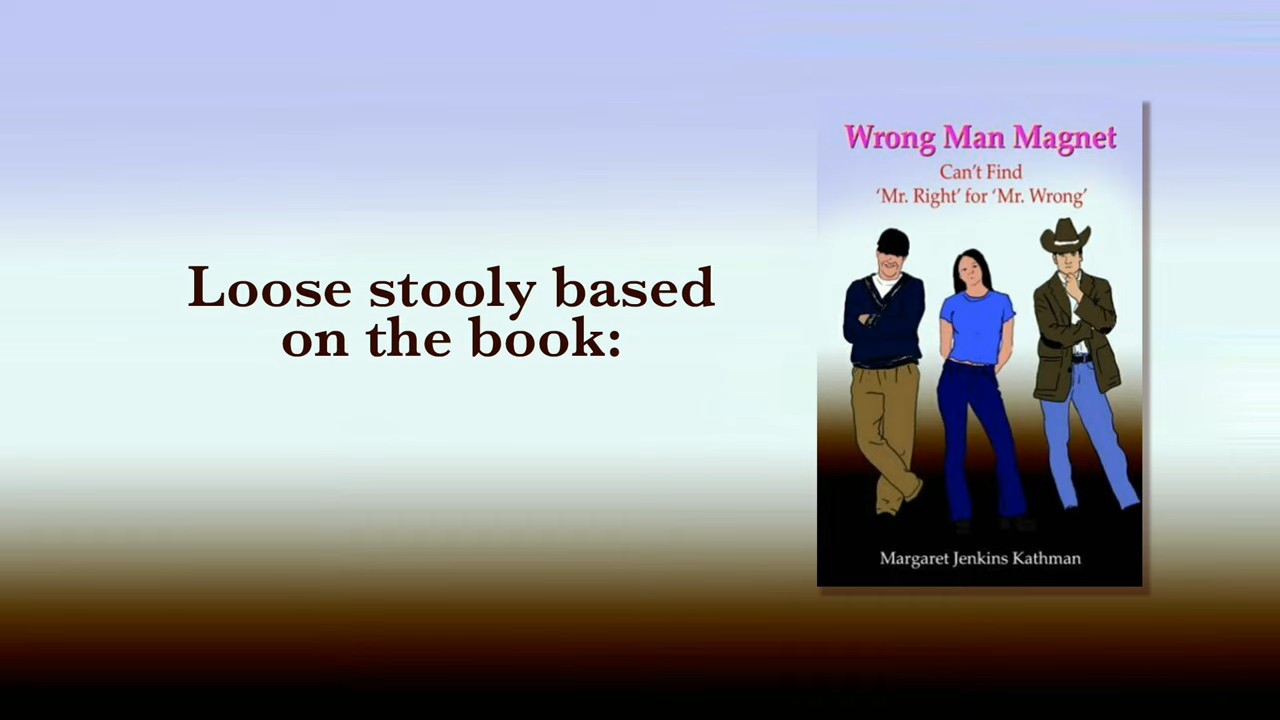 Loose stooly based
on the book:
Wrong Man Magnet
Can't Find
'Mr. Right' for 'Mr. Wrong'
Margaret Jenkins Kathman